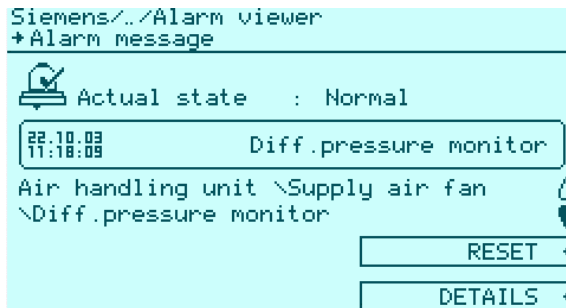 Siemens/../Alarm viewer
→Alarm message
Actual state : Normal
22.10.03
11:18:09
Diff.pressure monitor
Air handling unit \Supply air fan
\Diff.pressure monitor
RESET
DETAILS